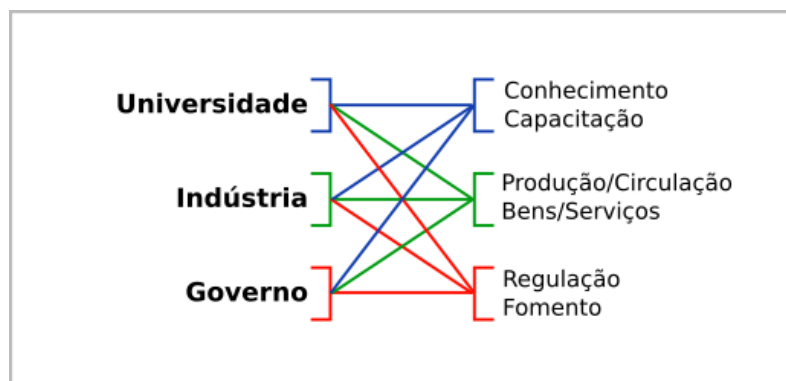 Universidade
Conhecimento
Capacitação
Indústria
Produção/Circulação
Bens/Serviços
Governo
Regulação
Fomento